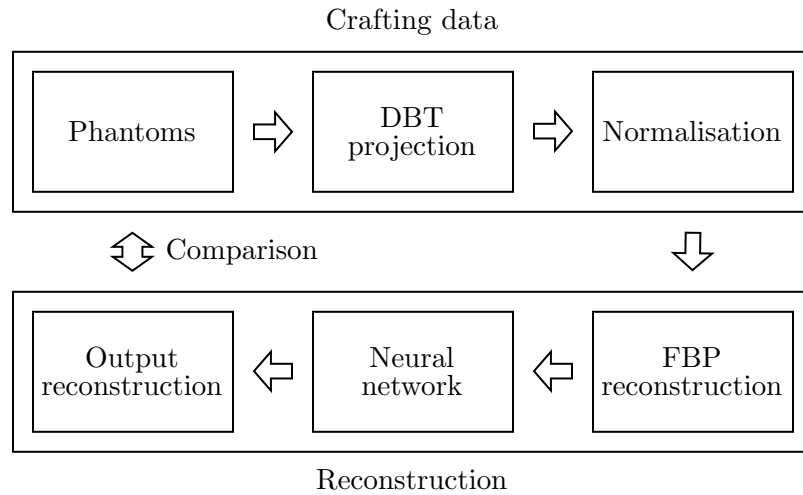 Crafting data
Phantoms
DBT
projection
Normalisation
Comparison
Output
reconstruction
Neural
network
FBP
reconstruction
Reconstruction